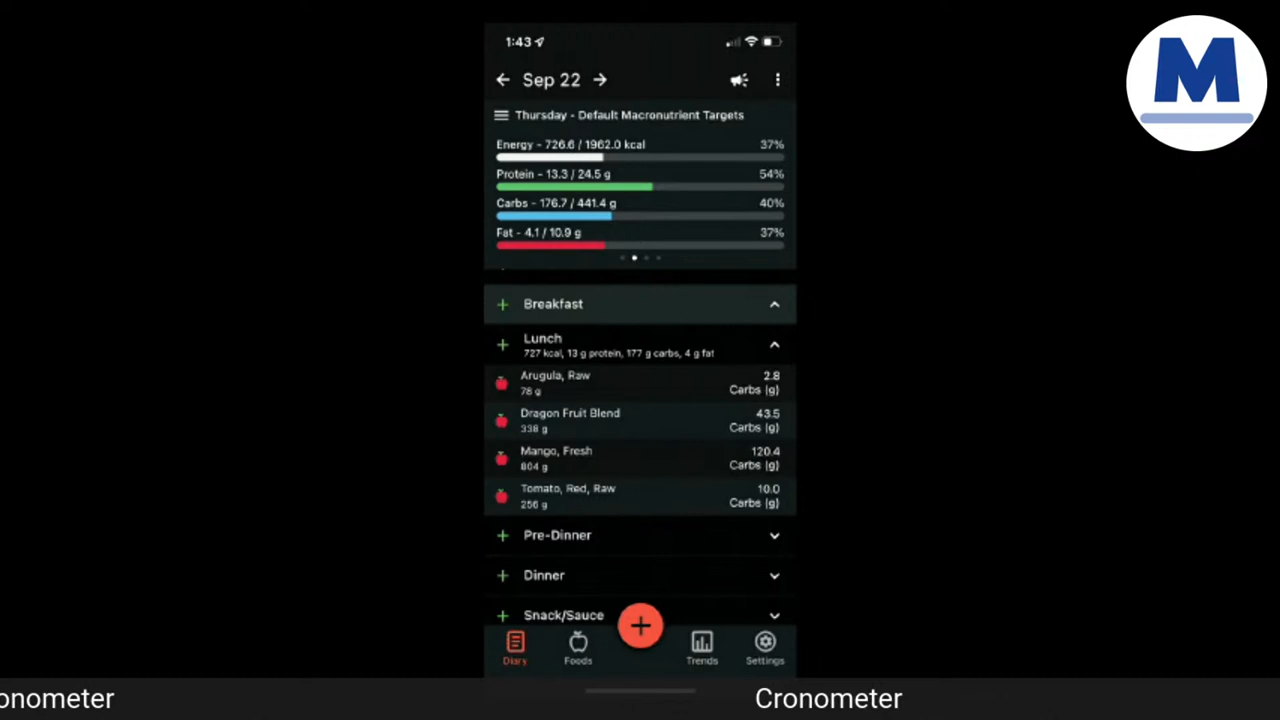 1:43
M
Sep 22
Thursday - Default Macronutrient Targets
Energy - 726.6 / 1962.0 kcal 37%
Protein - 13.3 / 24.5 g 54%
Carbs - 176.7 / 441.4 g 40%
Fat - 4.1 / 10.9 g 37%
Breakfast
Lunch
727 kcal, 13 g protein, 177 g carbs, 4 g fat
Arugula, Raw 2.8
78 g Carbs (g)
Dragon Fruit Blend 43.5
338 g Carbs (g)
Mango, Fresh 120.4
804 g Carbs (g)
Tomato, Red, Raw 10.0
256 g Carbs (g)
Pre-Dinner
Dinner
Snack/Sauce
Diary Foods Trends Settings
onometer Cronometer